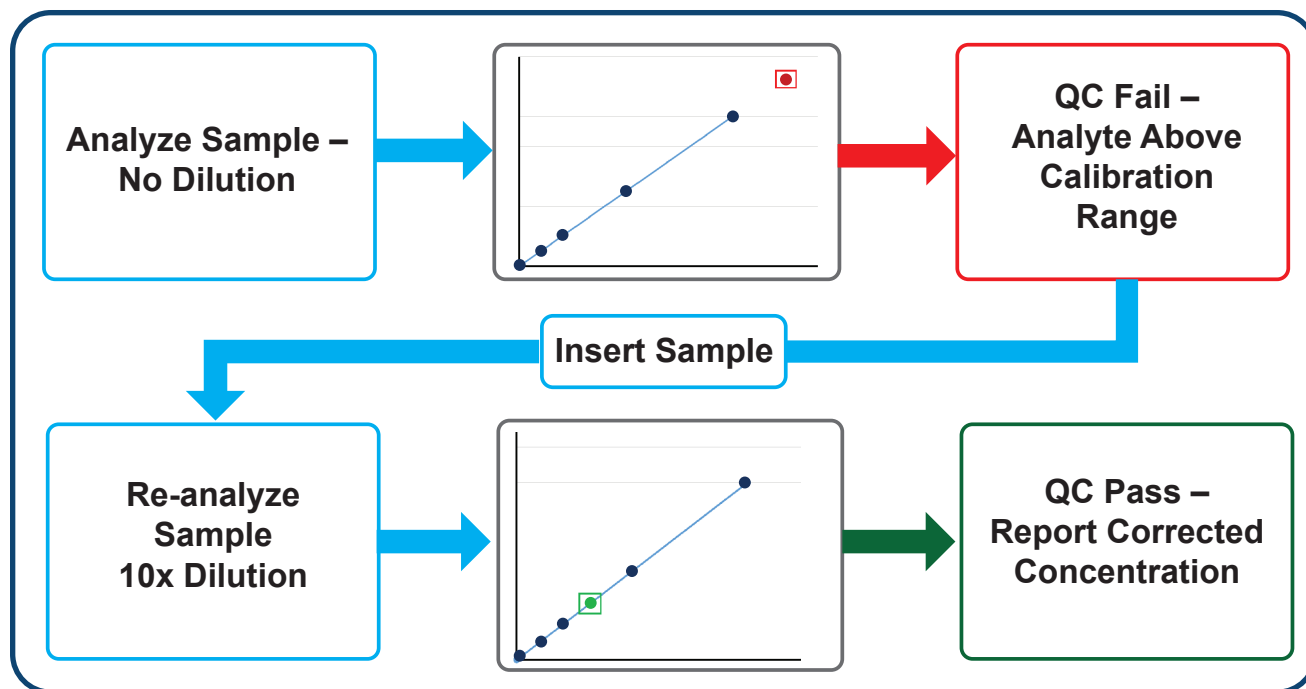 Analyze Sample –
No Dilution
QC Fail –
Analyte Above
Calibration
Range
Insert Sample
Re-analyze
Sample
10x Dilution
QC Pass –
Report Corrected
Concentration